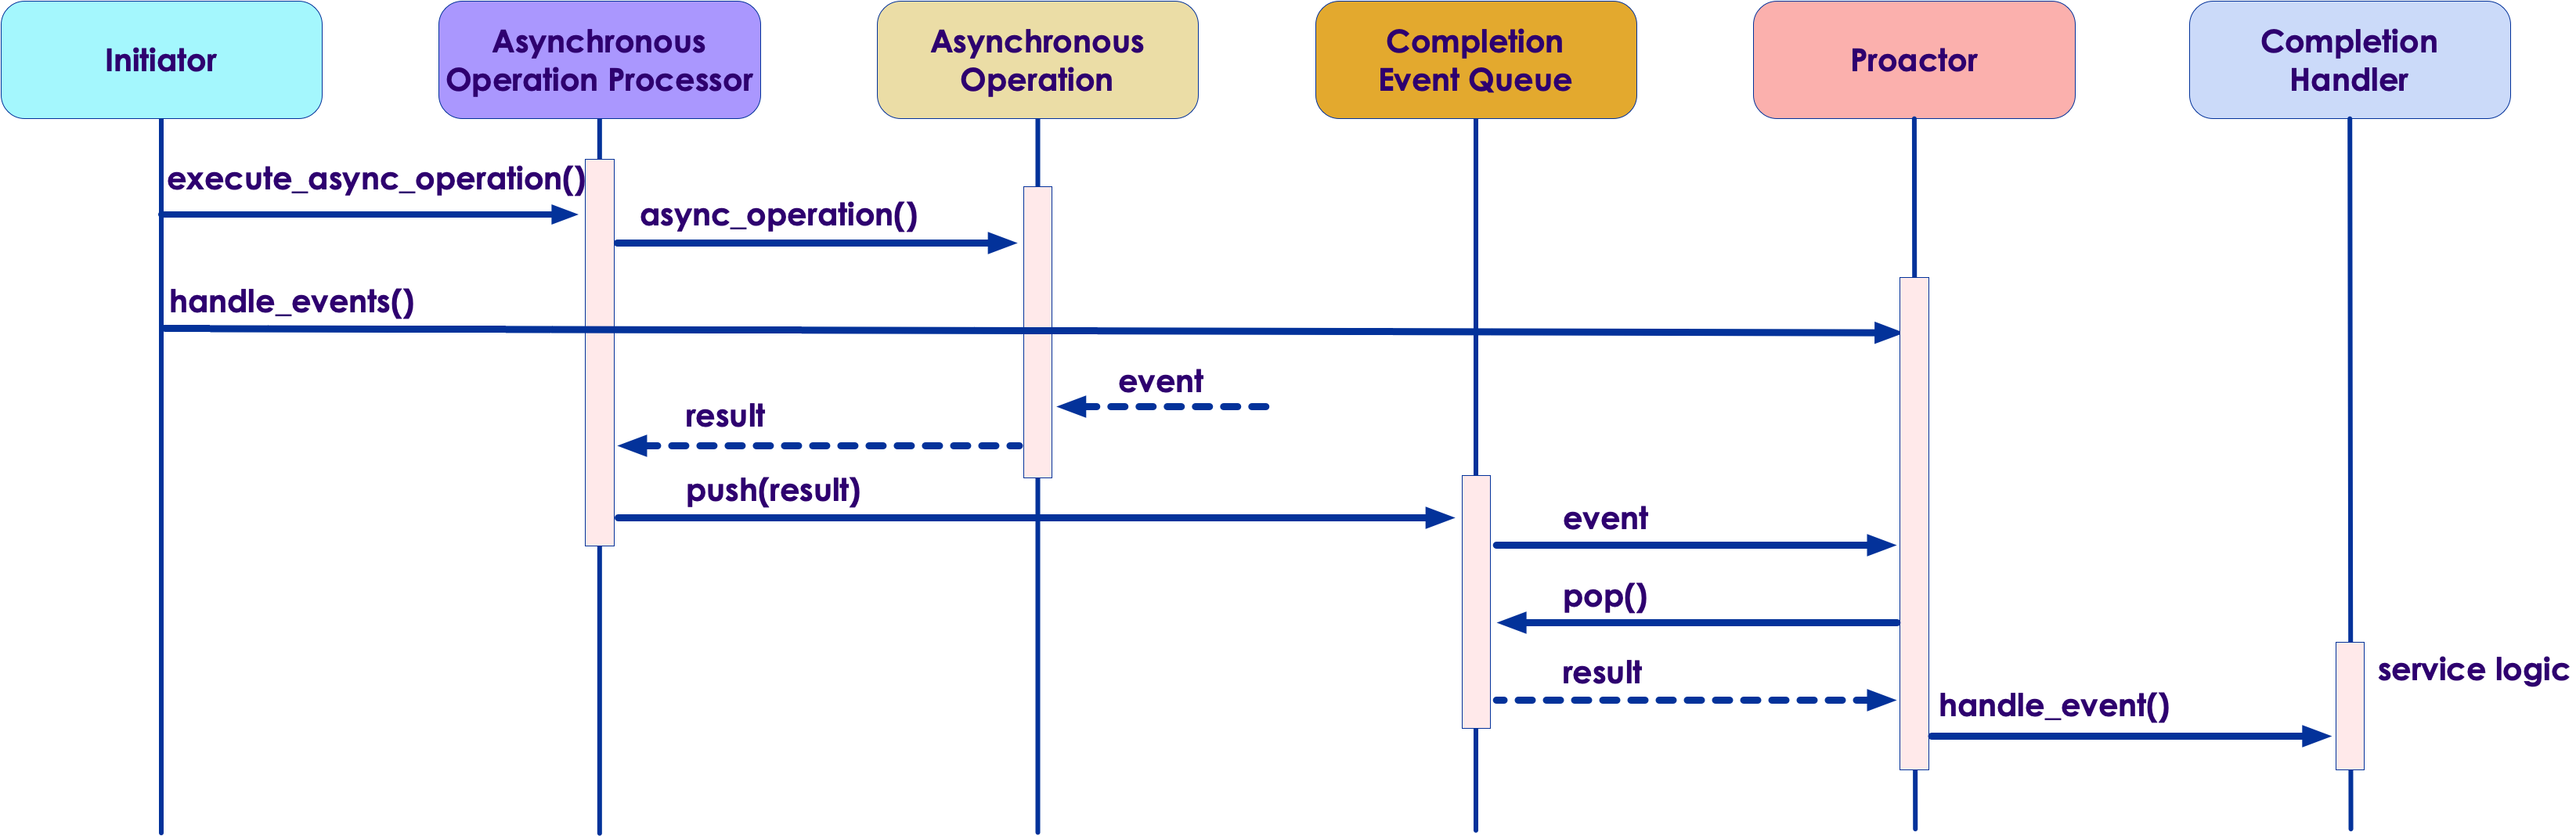 Initiator
Asynchronous
Operation Processor
Asynchronous
Operation
Completion
Event Queue
Proactor
Completion
Handler
execute_async_operation()
async_operation()
handle_events()
event
result
push(result)
event
pop()
result
service logic
handle_event()